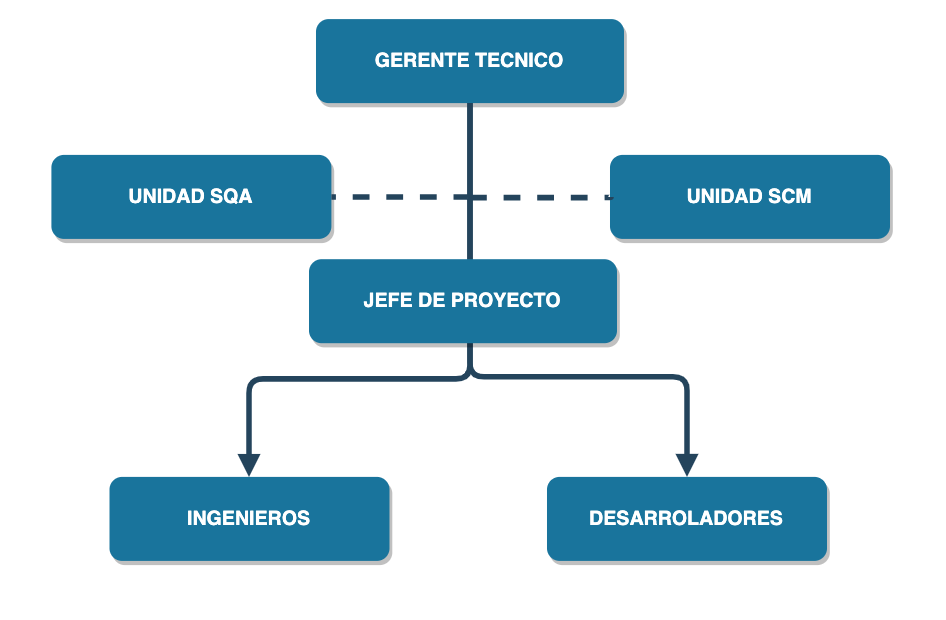 GERENTE TECNICO
UNIDAD SQA
UNIDAD SCM
JEFE DE PROYECTO
INGENIEROS
DESARROLADORES